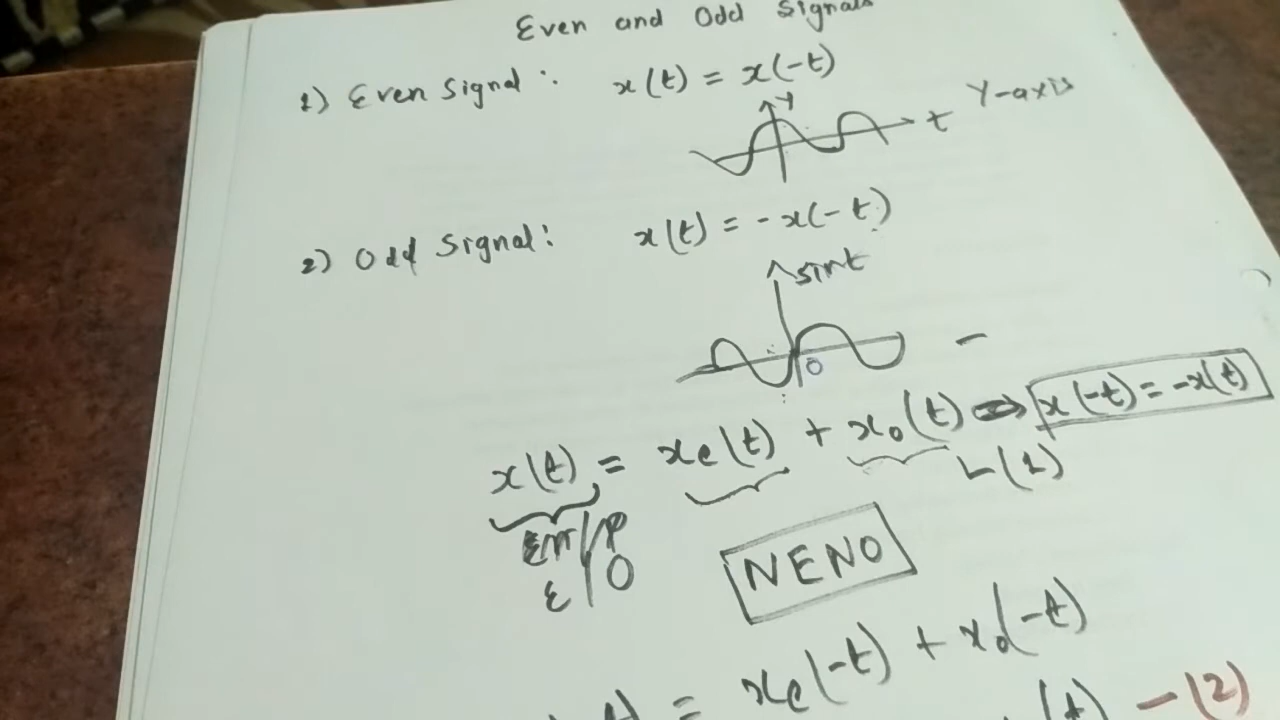 Even and Odd Signals
1) Even Signal : x(t) = x(-t)
Y
t
Y-axis
2) Odd Signal: x(t) = -x(-t)
sint
0
x(t) = xe(t) + xo(t) ⇒ x(-t) = -x(t)
(1)
E / O
NENO
= xe(-t) + xo(-t)
(t) - (2)